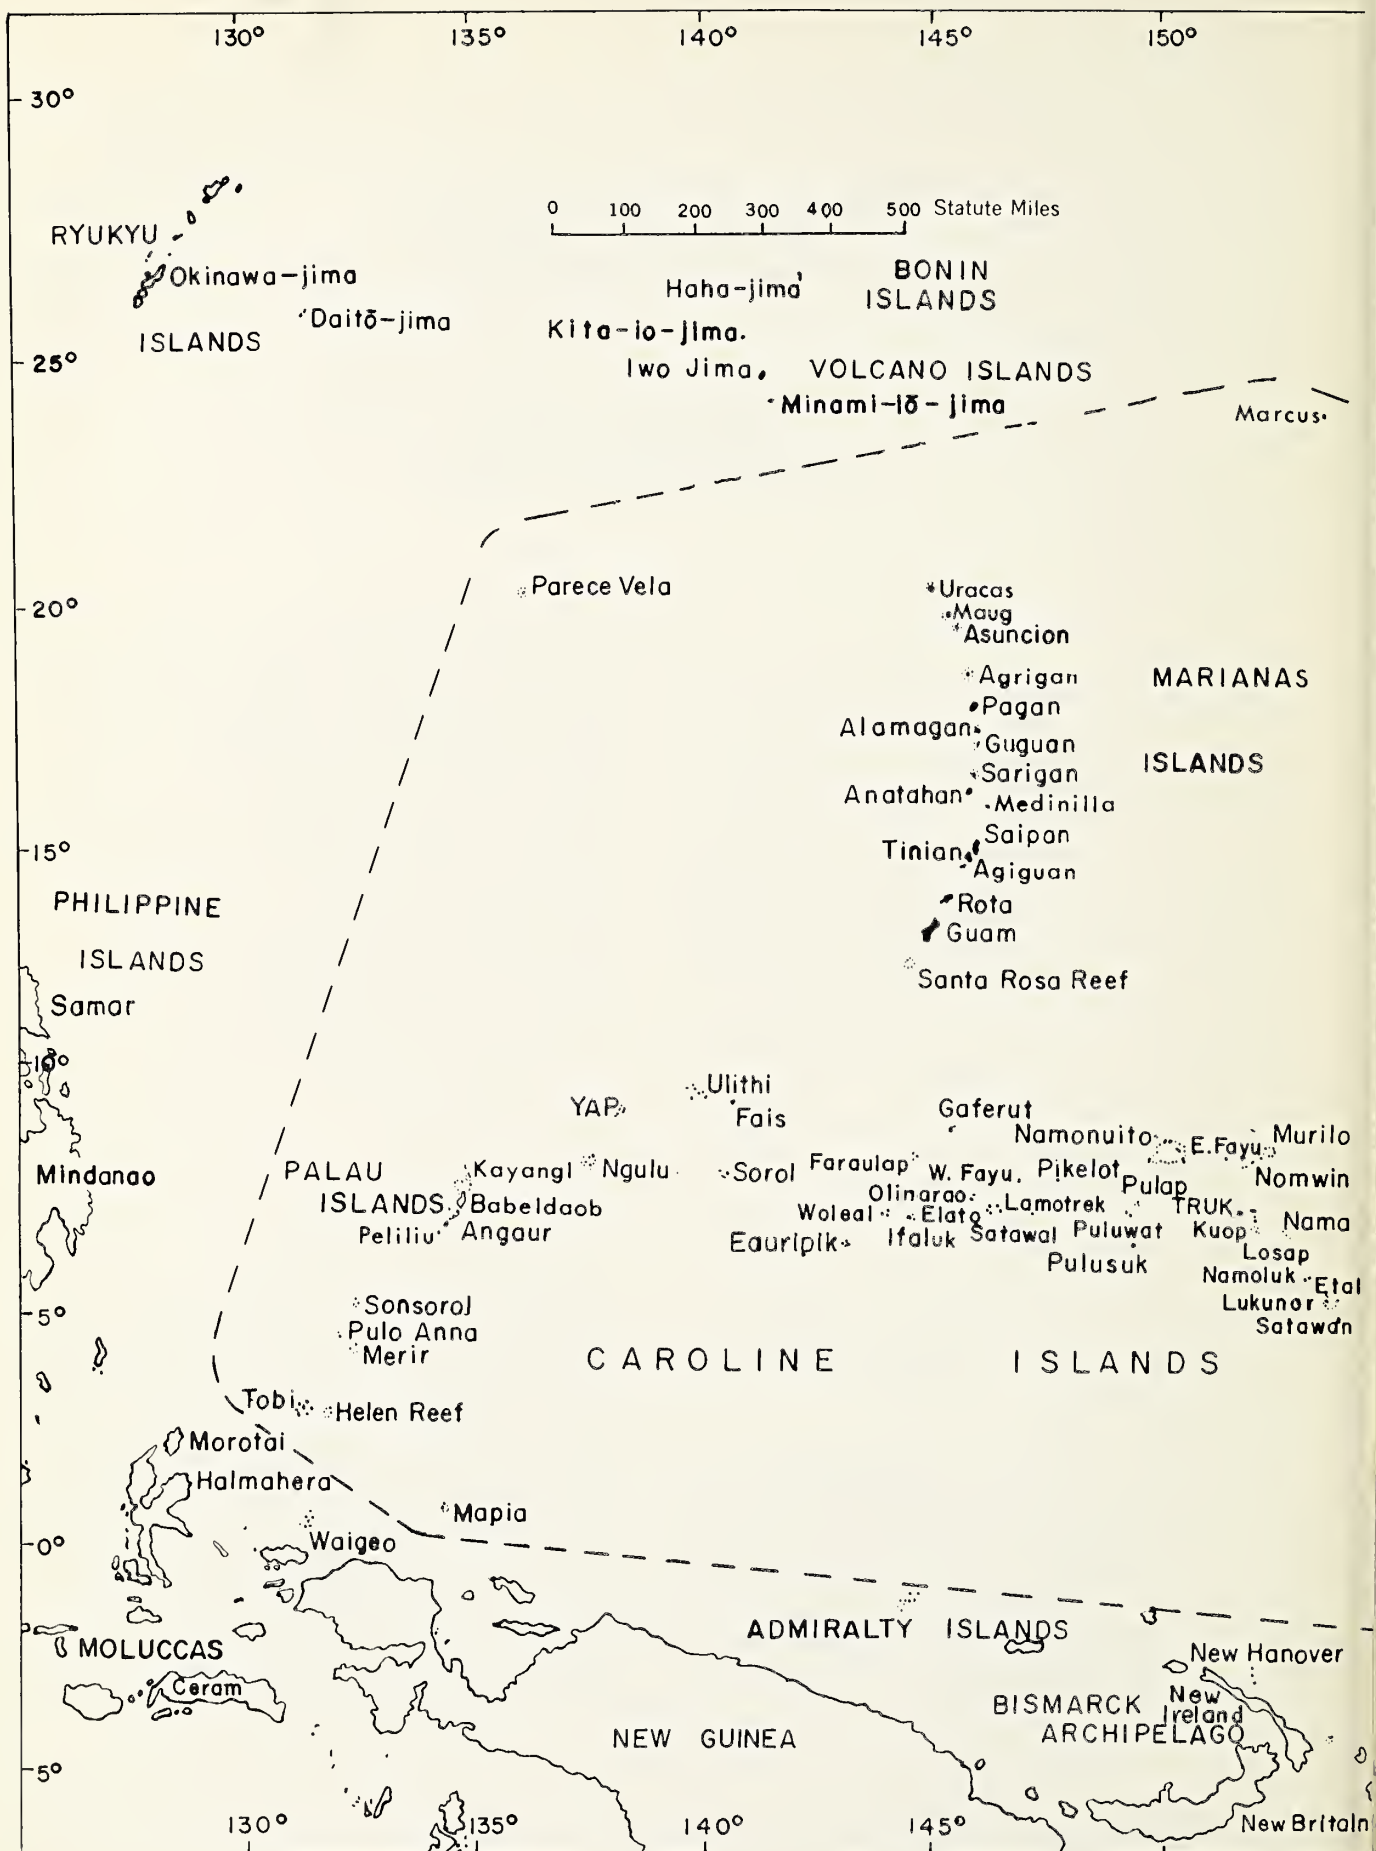 130° 135° 140° 145° 150°
30°
0 100 200 300 400 500 Statute Miles
RYUKYU
Okinawa-jima
BONIN
Haha-jima
ISLANDS
Daitō-jima
Kita-io-jima
ISLANDS
25°
Iwo Jima
VOLCANO ISLANDS
Minami-iō-jima
Marcus
Parece Vela
Uracas
20°
Maug
Asuncion
Agrigan
MARIANAS
Pagan
Alamagan
Guguan
ISLANDS
Sarigan
Anatahan
Medinilla
Saipan
15°
Tinian
Agiguan
PHILIPPINE
Rota
Guam
ISLANDS
Santa Rosa Reef
Samar
10°
Ulithi
YAP
Fais
Gaferut
Namonuito
E. Fayu
Murilo
Mindanao
PALAU
Kayangl
Ngulu
Sorol
Faraulap
W. Fayu
Pikelot
Pulap
Nomwin
ISLANDS
Babeldaob
Olinarao
Lamotrek
TRUK
Woleal
Elato
Nama
Peliliu
Angaur
Eauripik
Ifaluk
Satawal
Puluwat
Kuop
Losap
Pulusuk
Namoluk
Etal
5°
Sonsorol
Lukunor
Pulo Anna
Satawan
Merir
CAROLINE ISLANDS
Tobi
Helen Reef
Morotai
Halmahera
Mapia
0°
Waigeo
ADMIRALTY ISLANDS
MOLUCCAS
New Hanover
Ceram
BISMARCK
New
Ireland
NEW GUINEA
ARCHIPELAGO
5°
New Britain
130° 135° 140° 145°